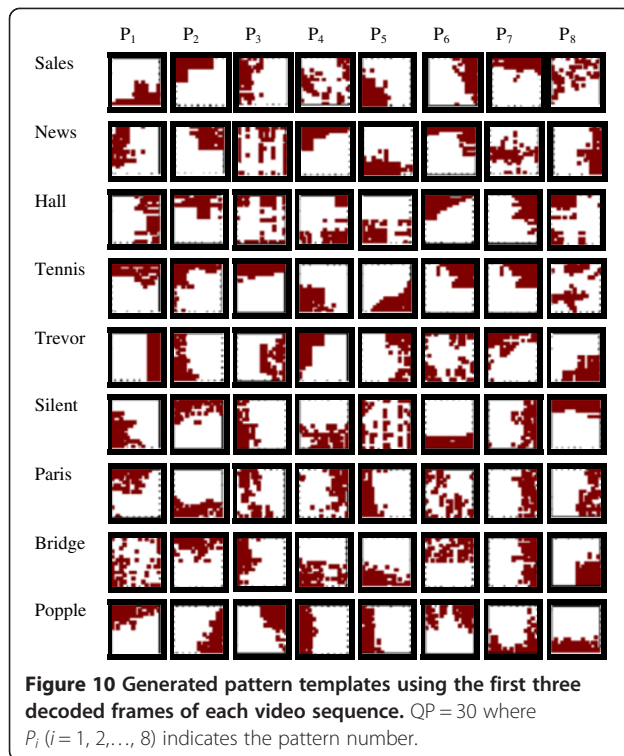 P₁ P₂ P₃ P₄ P₅ P₆ P₇ P₈
Sales
News
Hall
Tennis
Trevor
Silent
Paris
Bridge
Popple
Figure 10 Generated pattern templates using the first three
decoded frames of each video sequence. QP = 30 where
Pᵢ (i = 1, 2,..., 8) indicates the pattern number.